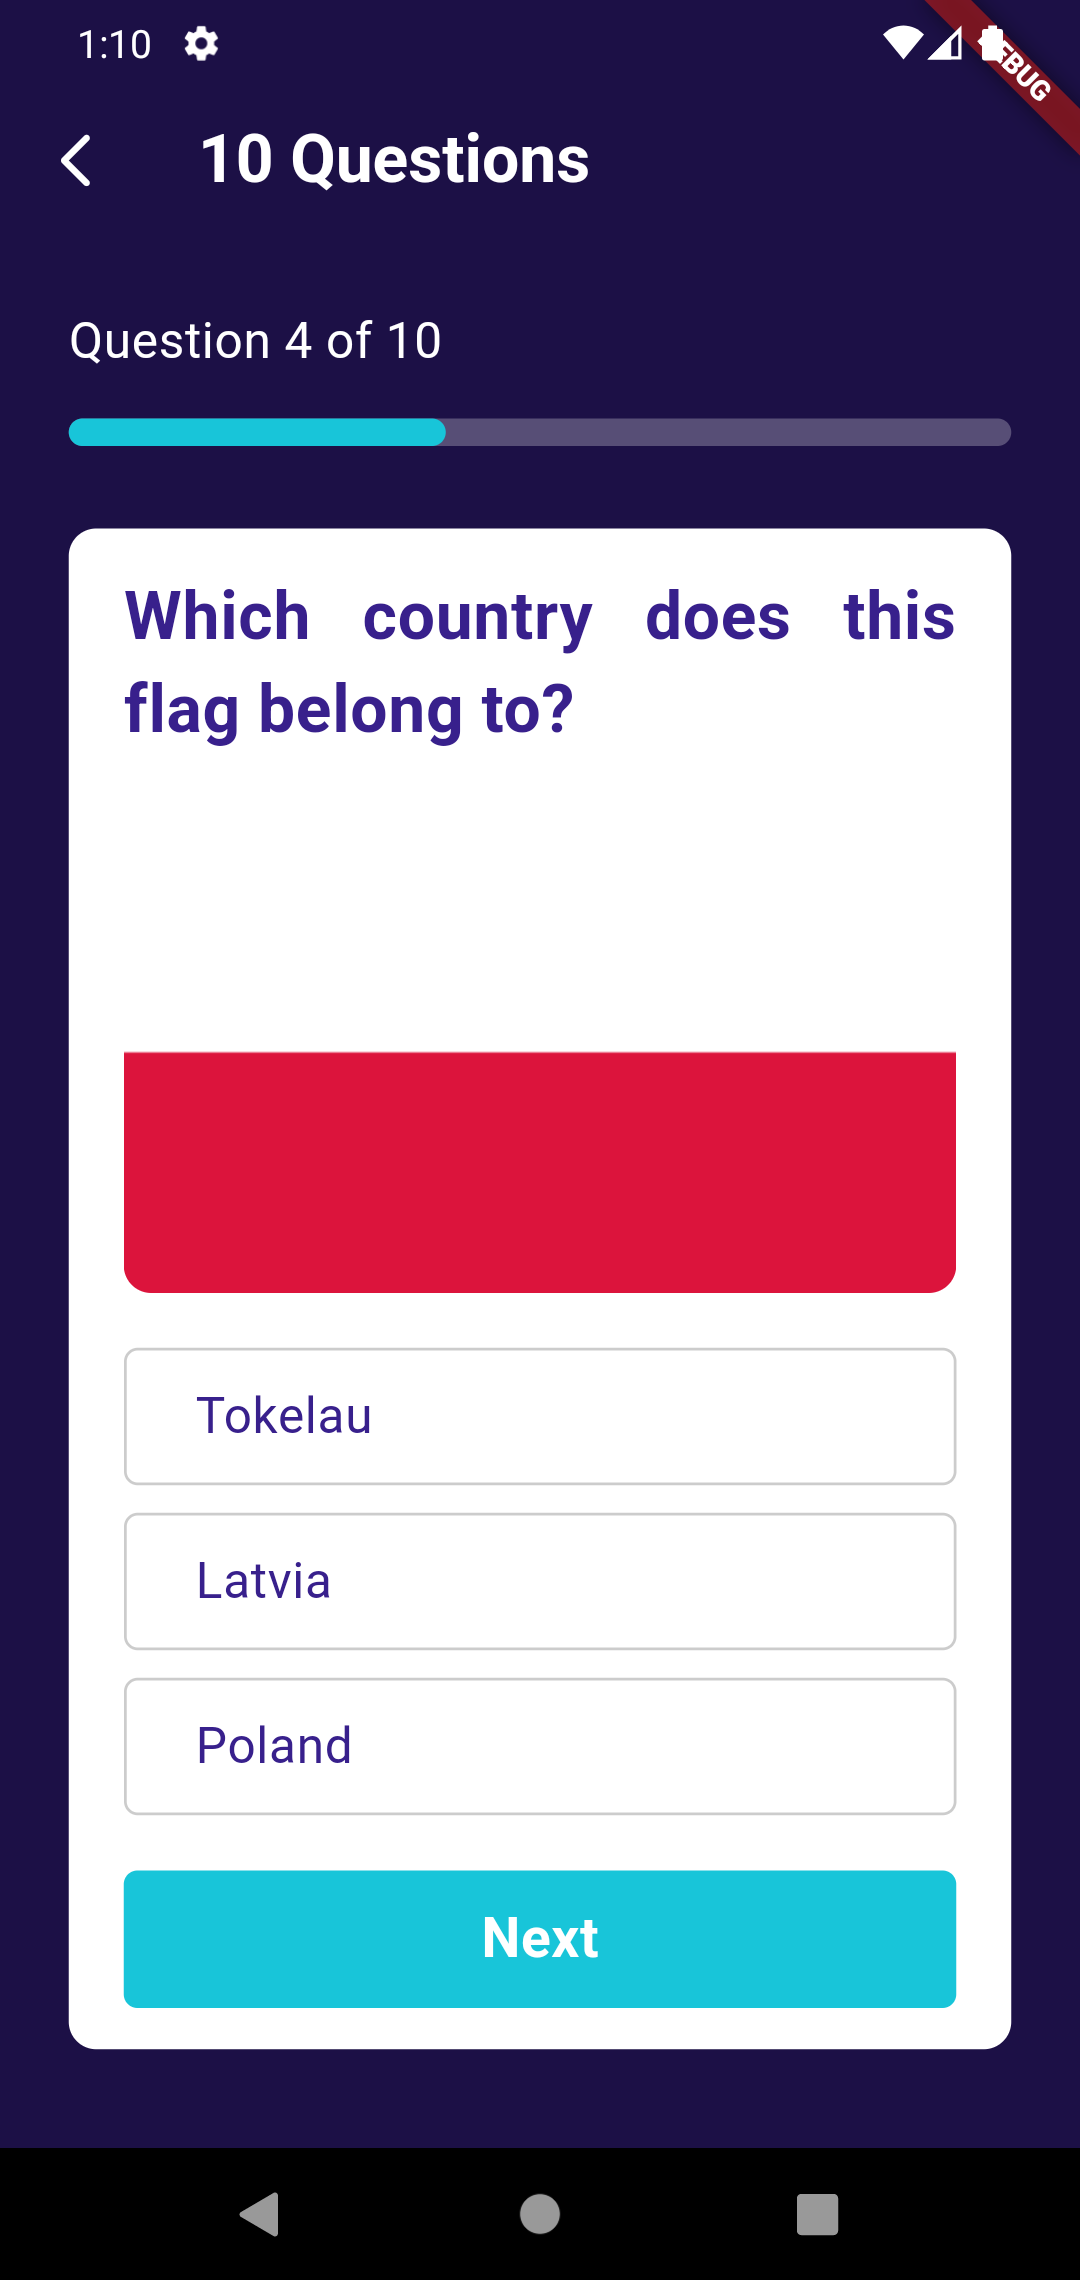 1:10
10 Questions
Question 4 of 10
Which country does this
flag belong to?
Tokelau
Latvia
Poland
Next